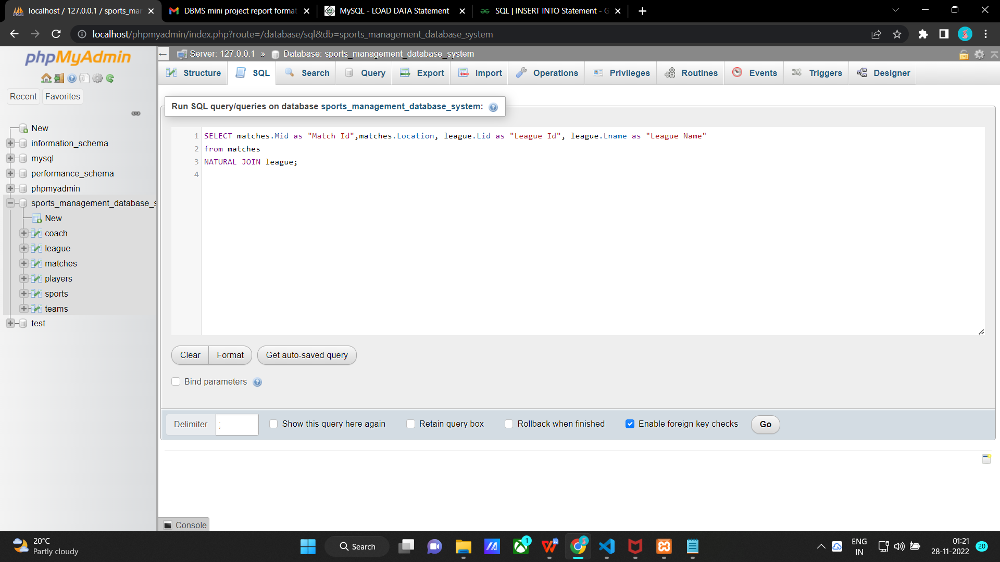 localhost / 127.0.0.1 / sports_mar
DBMS mini project report format
MySQL - LOAD DATA Statement
SQL | INSERT INTO Statement - G
localhost/phpmyadmin/index.php?route=/database/sql&db=sports_management_database_system
phpMyAdmin
Recent
Favorites
New
information_schema
mysql
performance_schema
phpmyadmin
sports_management_database_s
New
coach
league
matches
players
sports
teams
test
Server: 127.0.0.1 » Database: sports_management_database_system
Structure
SQL
Search
Query
Export
Import
Operations
Privileges
Routines
Events
Triggers
Designer
Run SQL query/queries on database sports_management_database_system:
1 SELECT matches.Mid as "Match Id",matches.Location, league.Lid as "League Id", league.Lname as "League Name"
2 from matches
3 NATURAL JOIN league;
4
Clear
Format
Get auto-saved query
Bind parameters
Delimiter
;
Show this query here again
Retain query box
Rollback when finished
Enable foreign key checks
Go
Console
20°C
Partly cloudy
Search
1
ENG
IN
01:21
28-11-2022
20